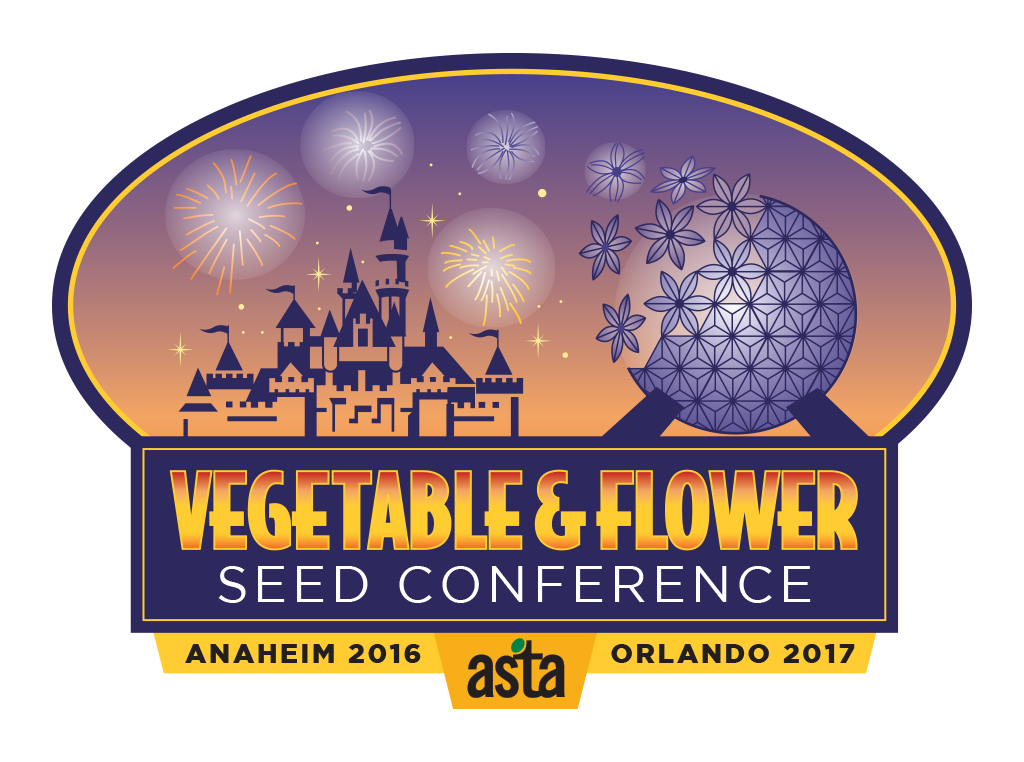 VEGETABLE & FLOWER
SEED CONFERENCE
ANAHEIM 2016
asta
ORLANDO 2017